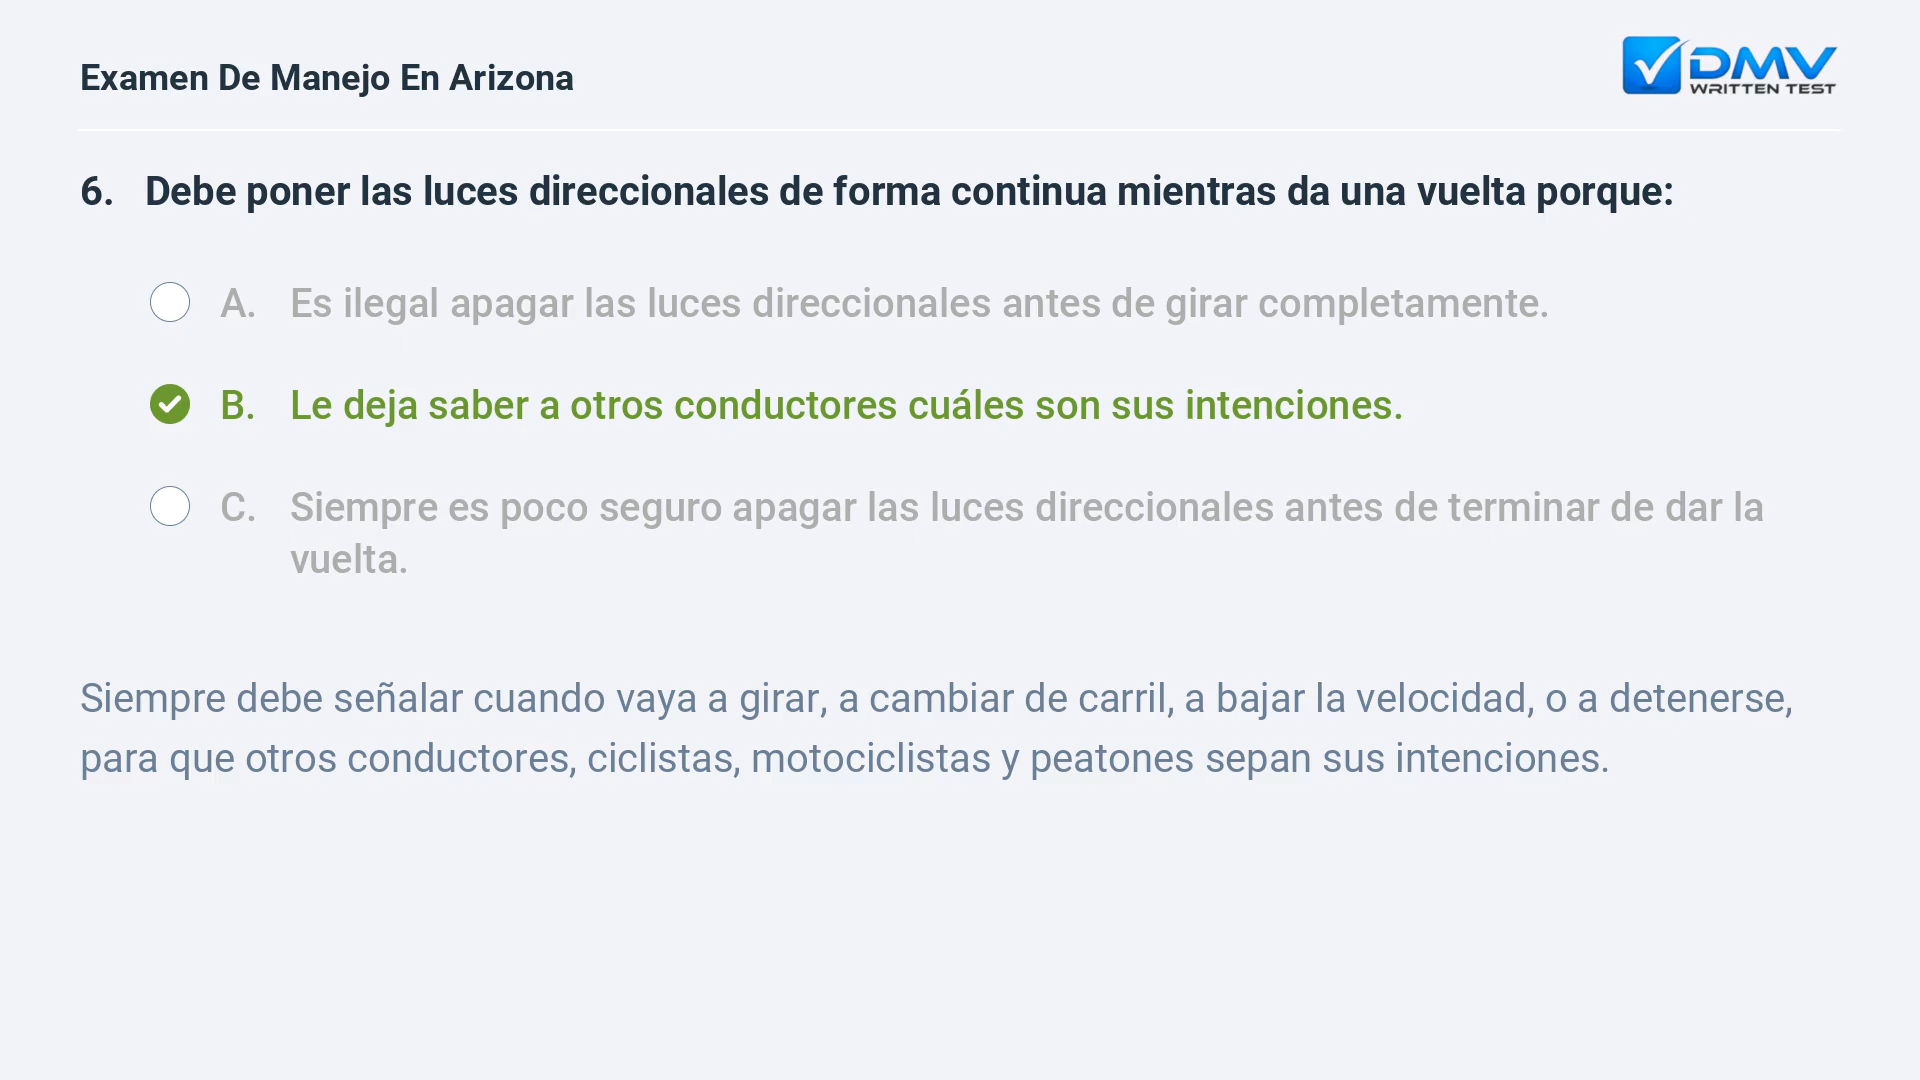 Examen De Manejo En Arizona
DMV
WRITTEN TEST
6. Debe poner las luces direccionales de forma continua mientras da una vuelta porque:
A. Es ilegal apagar las luces direccionales antes de girar completamente.
B. Le deja saber a otros conductores cuáles son sus intenciones.
C. Siempre es poco seguro apagar las luces direccionales antes de terminar de dar la
vuelta.
Siempre debe señalar cuando vaya a girar, a cambiar de carril, a bajar la velocidad, o a detenerse,
para que otros conductores, ciclistas, motociclistas y peatones sepan sus intenciones.